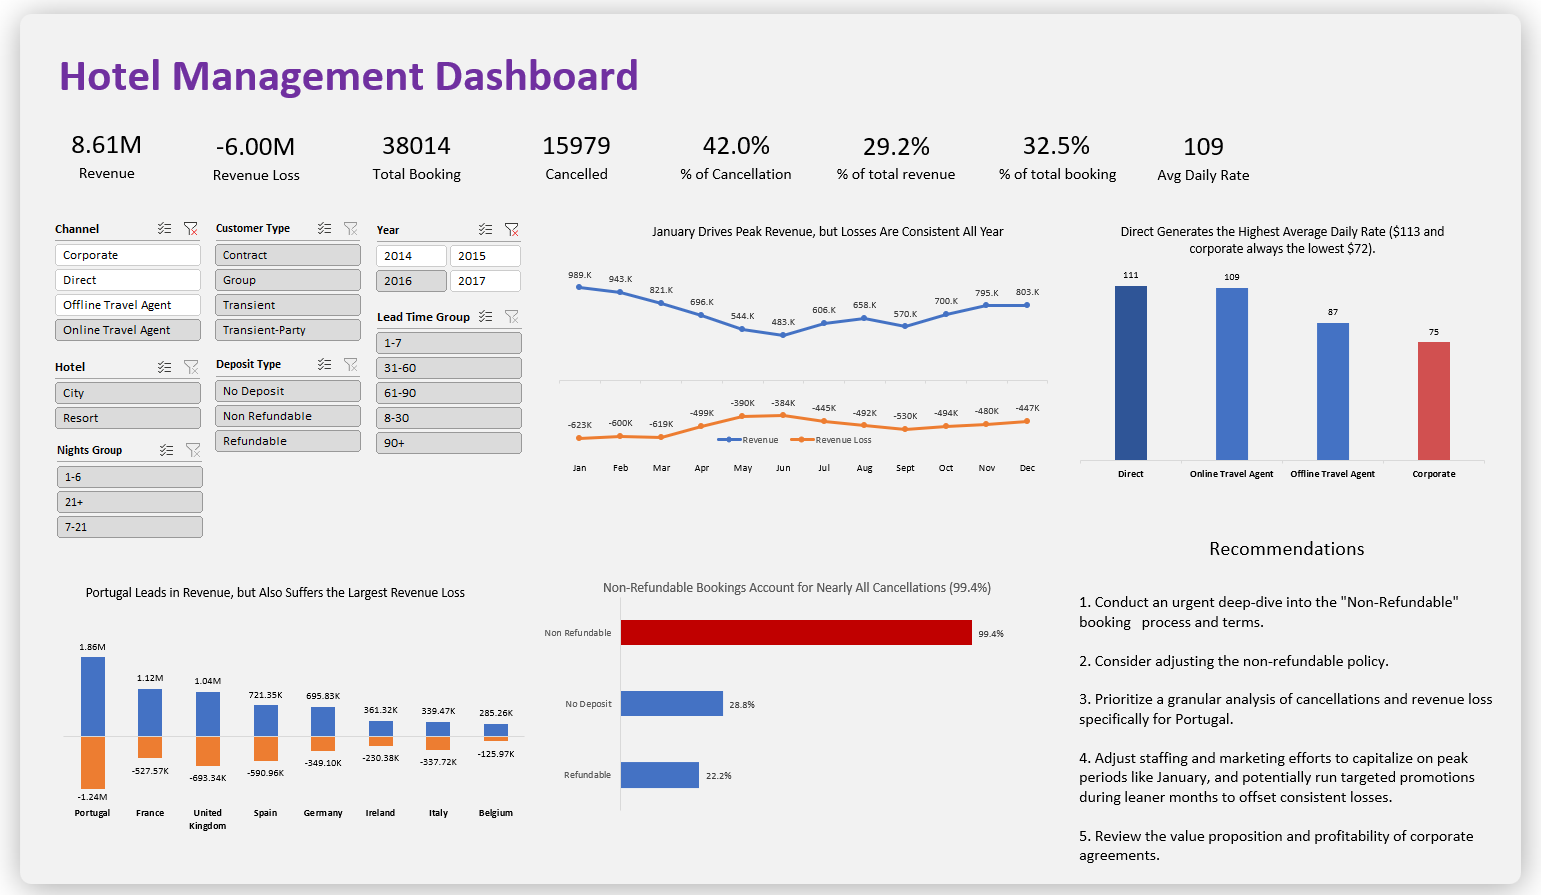 Hotel Management Dashboard
8.61M
Revenue
-6.00M
Revenue Loss
38014
Total Booking
15979
Cancelled
42.0%
% of Cancellation
29.2%
% of total revenue
32.5%
% of total booking
109
Avg Daily Rate
Channel
Corporate
Direct
Offline Travel Agent
Online Travel Agent
Hotel
City
Resort
Nights Group
1-6
21+
7-21
Customer Type
Contract
Group
Transient
Transient-Party
Deposit Type
No Deposit
Non Refundable
Refundable
Year
2014
2015
2016
2017
Lead Time Group
1-7
31-60
61-90
8-30
90+
January Drives Peak Revenue, but Losses Are Consistent All Year
989.K
943.K
821.K
696.K
544.K
483.K
606.K
658.K
570.K
700.K
795.K
803.K
-623K
-600K
-619K
-499K
-390K
-384K
-445K
-492K
-530K
-494K
-480K
-447K
Revenue
Revenue Loss
Jan
Feb
Mar
Apr
May
Jun
Jul
Aug
Sept
Oct
Nov
Dec
Direct Generates the Highest Average Daily Rate ($113 and
corporate always the lowest $72).
111
109
87
75
Direct
Online Travel Agent
Offline Travel Agent
Corporate
Portugal Leads in Revenue, but Also Suffers the Largest Revenue Loss
1.86M
1.12M
1.04M
721.35K
695.83K
361.32K
339.47K
285.26K
-1.24M
-527.57K
-693.34K
-590.96K
-349.10K
-230.38K
-337.72K
-125.97K
Portugal
France
United
Kingdom
Spain
Germany
Ireland
Italy
Belgium
Non-Refundable Bookings Account for Nearly All Cancellations (99.4%)
Non Refundable
99.4%
No Deposit
28.8%
Refundable
22.2%
Recommendations
1. Conduct an urgent deep-dive into the "Non-Refundable"
booking   process and terms.
2. Consider adjusting the non-refundable policy.
3. Prioritize a granular analysis of cancellations and revenue loss
specifically for Portugal.
4. Adjust staffing and marketing efforts to capitalize on peak
periods like January, and potentially run targeted promotions
during leaner months to offset consistent losses.
5. Review the value proposition and profitability of corporate
agreements.